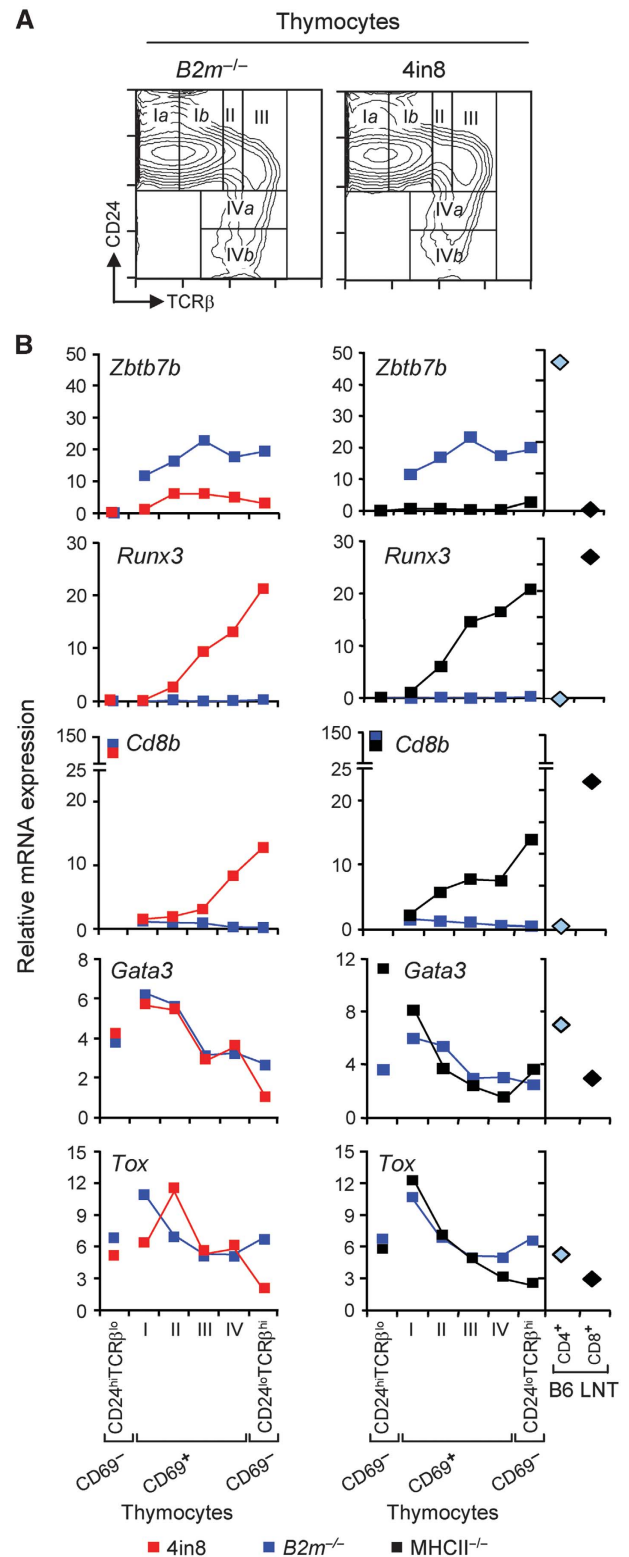 A
Thymocytes
B2m–/– 4in8
Ia Ib II III Ia Ib II III
IVa IVa
IVb IVb
CD24
TCRβ
B
Relative mRNA expression
50 Zbtb7b 50 Zbtb7b
40 40
30 30
20 20
10 10
0 0
30 Runx3 30 Runx3
20 20
10 10
0 0
150 Cd8b 150 Cd8b
25 25
20 20
10 10
0 0
8 Gata3 12 Gata3
6 8
4 4
2 0
0
15 Tox 15 Tox
12 12
9 9
6 6
3 3
0 0
CD24hiTCRβlo I II III IV CD24loTCRβhi CD24hiTCRβlo I II III IV CD24loTCRβhi CD4+ CD8+
B6 LNT
CD69– CD69+ CD69– CD69– CD69+ CD69–
Thymocytes Thymocytes
4in8 B2m–/– MHCII–/–